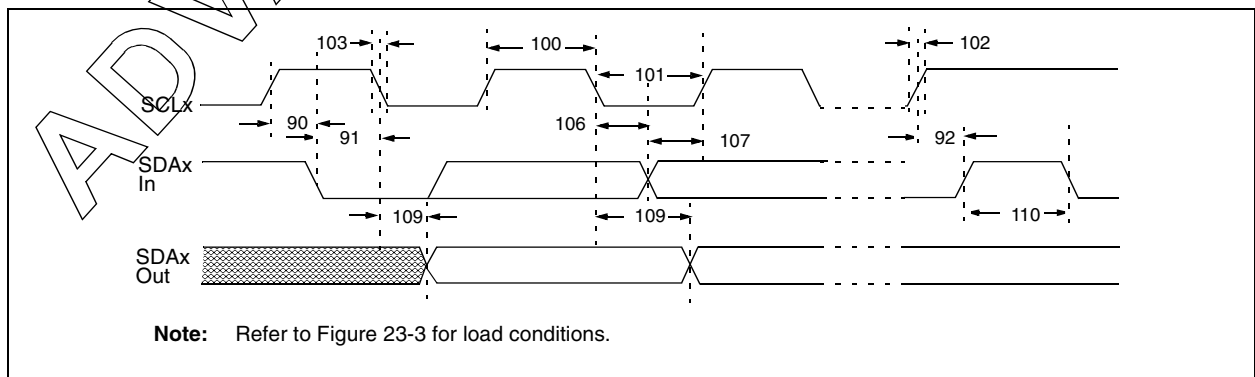 ADVA
103
100
102
101
SCLx
90
106
91
107
92
SDAx
In
109
109
110
SDAx
Out
Note: Refer to Figure 23-3 for load conditions.